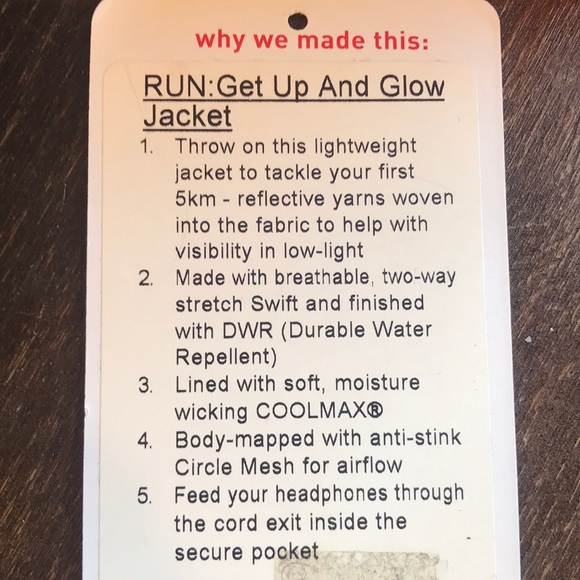 why we made this:
RUN:Get Up And Glow
Jacket
1. Throw on this lightweight
jacket to tackle your first
5km - reflective yarns woven
into the fabric to help with
visibility in low-light
2. Made with breathable, two-way
stretch Swift and finished
with DWR (Durable Water
Repellent)
3. Lined with soft, moisture
wicking COOLMAX®
4. Body-mapped with anti-stink
Circle Mesh for airflow
5. Feed your headphones through
the cord exit inside the
secure pocket